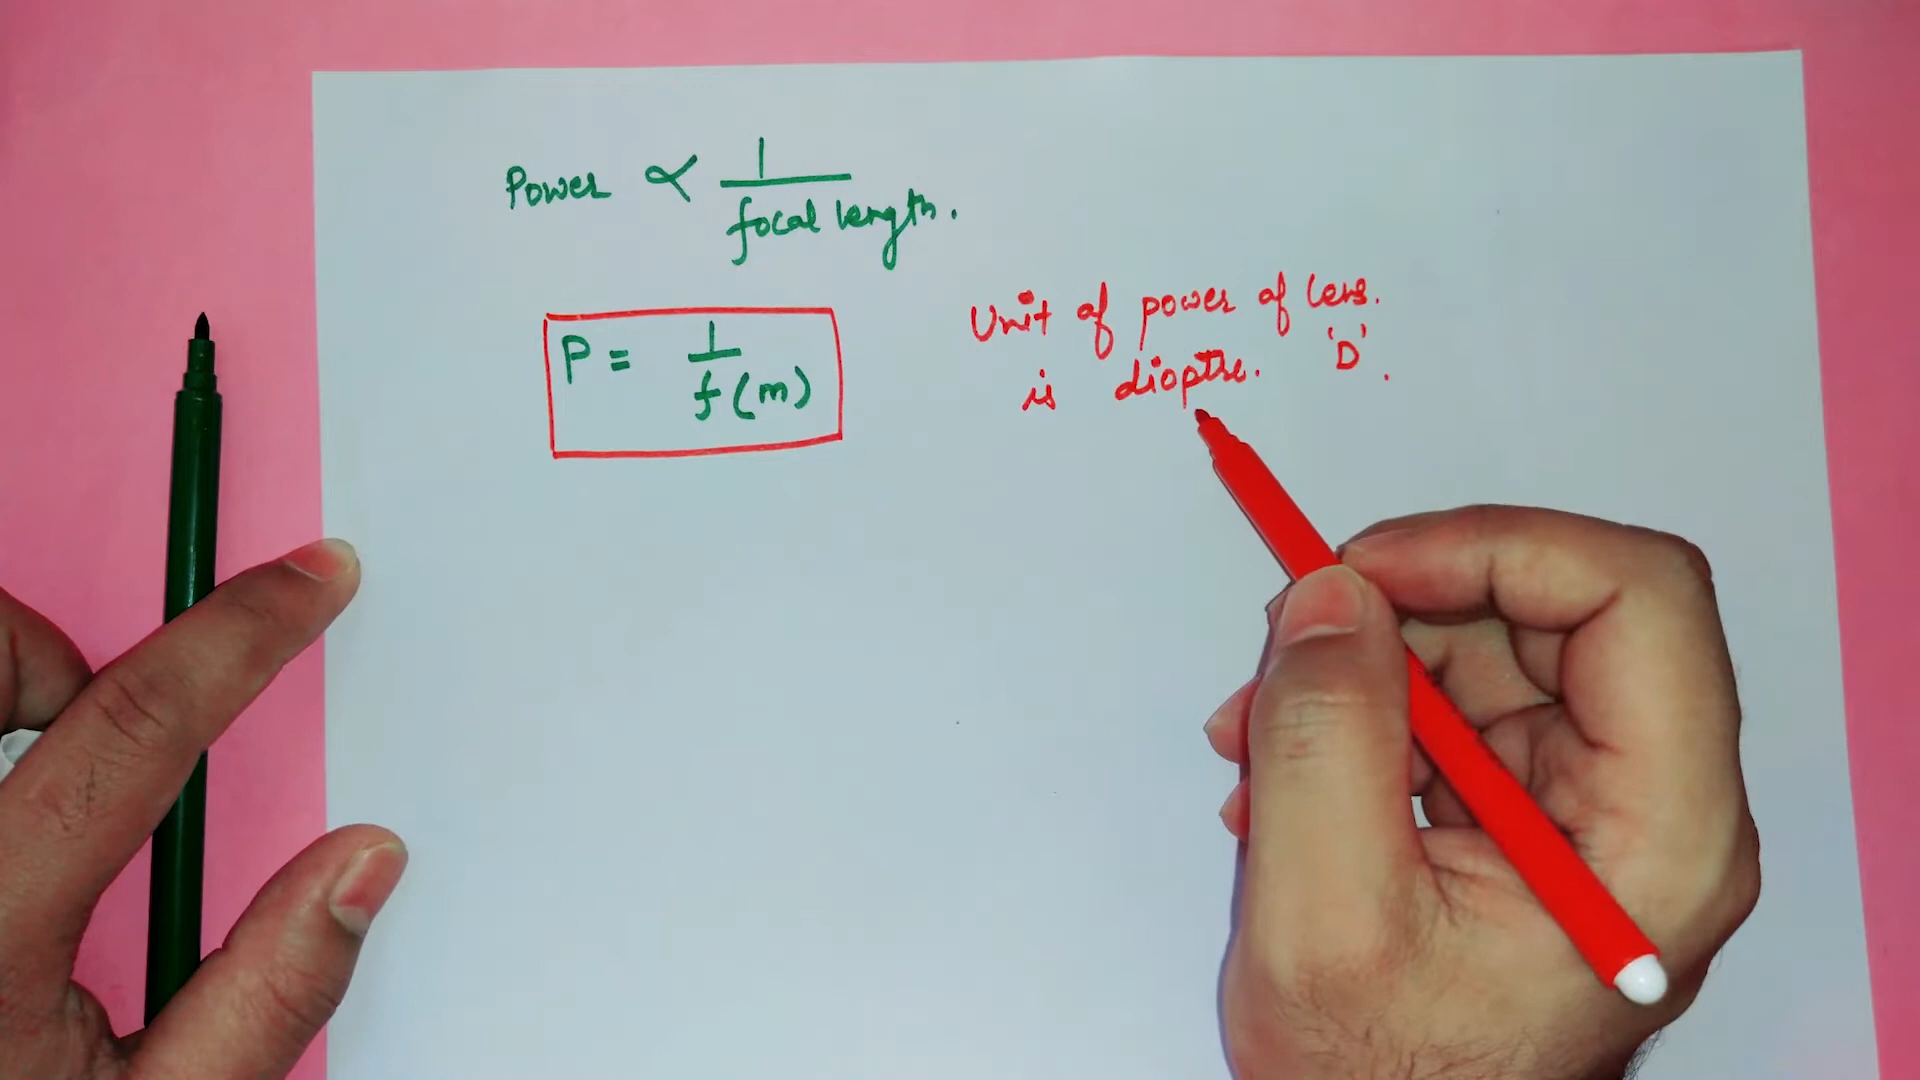 Power ∝ 1 / focal length.
P = 1 / f(m)
Unit of power of lens.
is dioptre. 'D'.